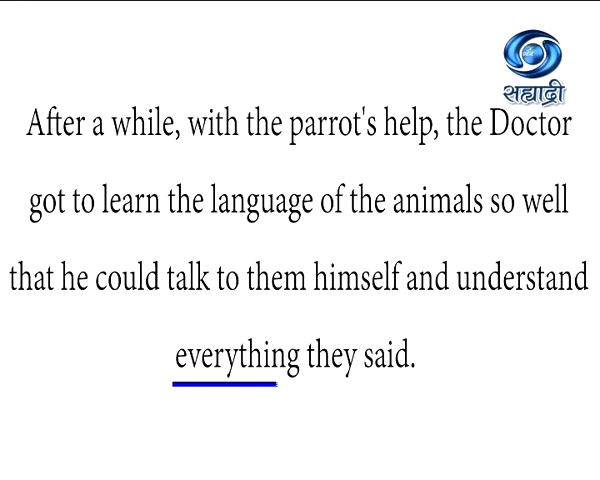 सह्याद्री
After a while, with the parrot's help, the Doctor
got to learn the language of the animals so well
that he could talk to them himself and understand
everything they said.